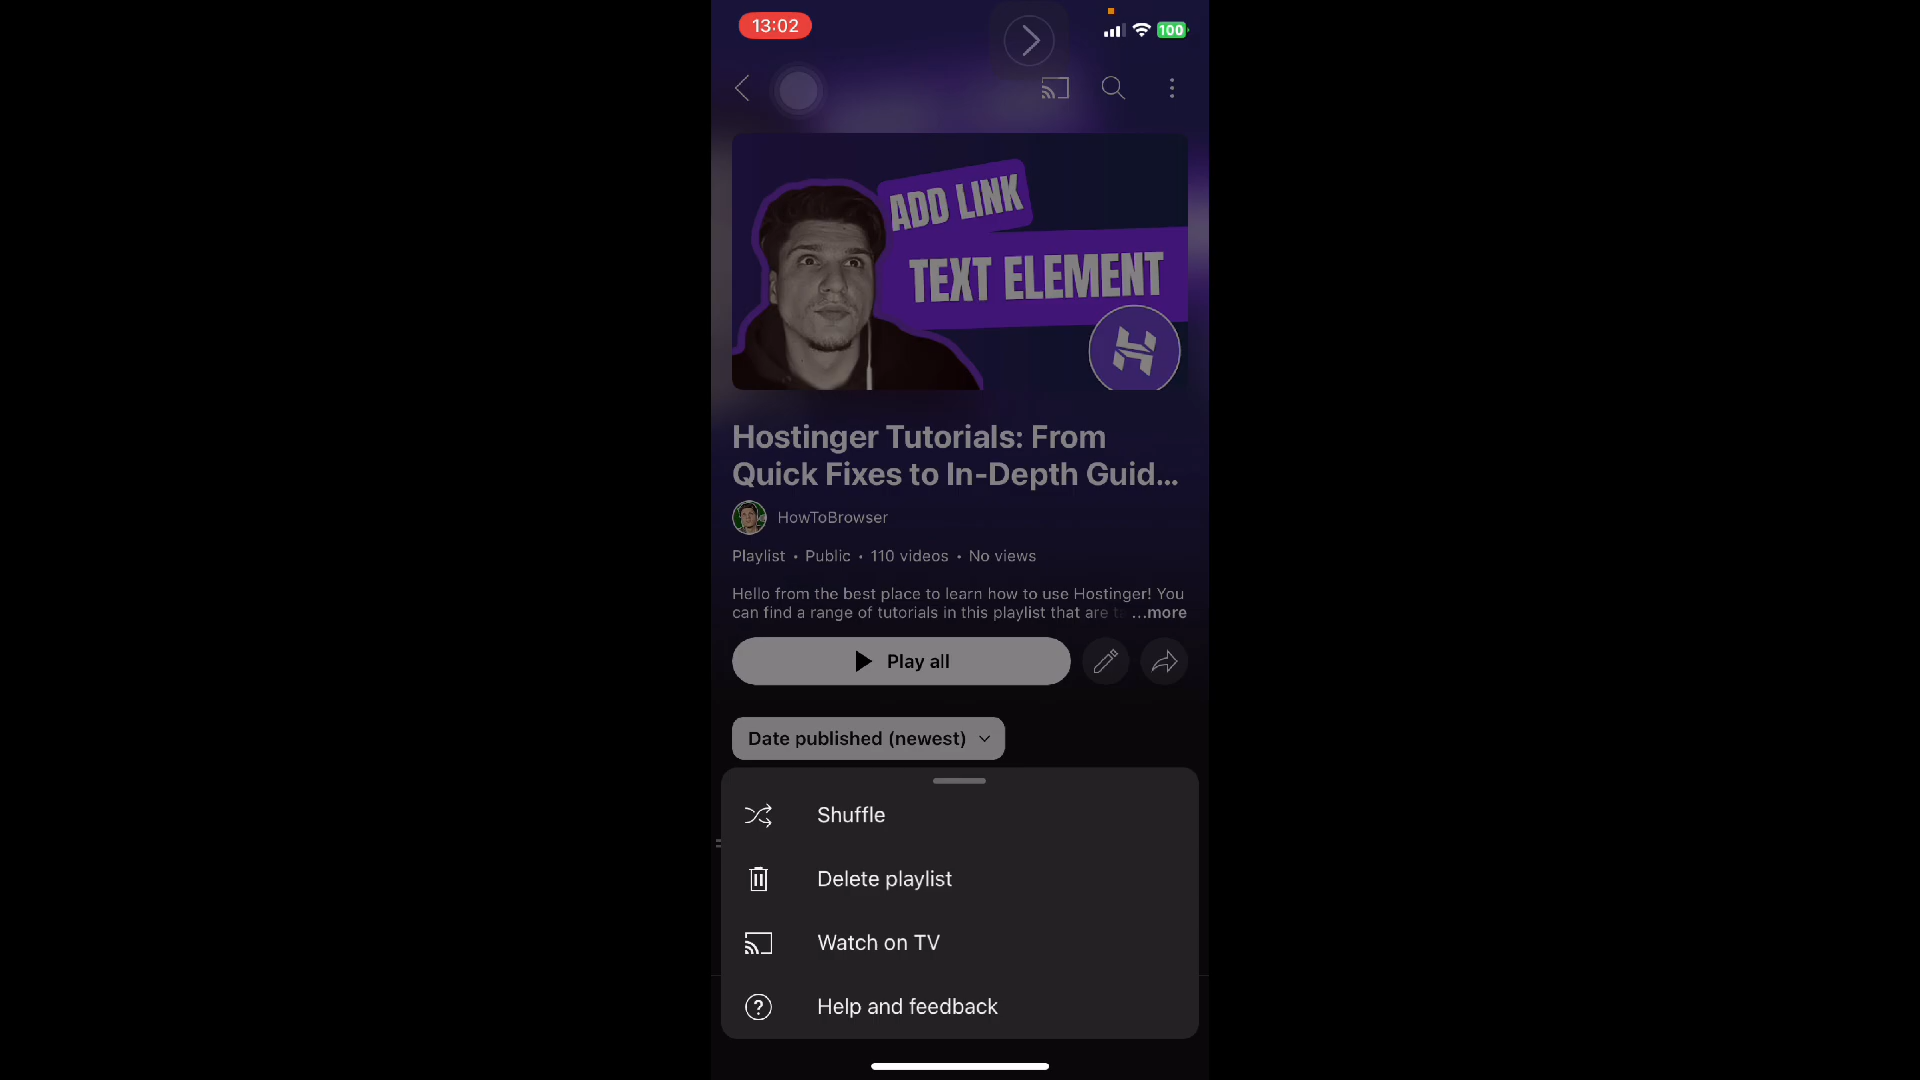 13:02
100
ADD LINK
TEXT ELEMENT
Hostinger Tutorials: From
Quick Fixes to In-Depth Guid...
HowToBrowser
Playlist • Public • 110 videos • No views
Hello from the best place to learn how to use Hostinger! You
can find a range of tutorials in this playlist that are ...more
Play all
Date published (newest)
Shuffle
Delete playlist
Watch on TV
Help and feedback